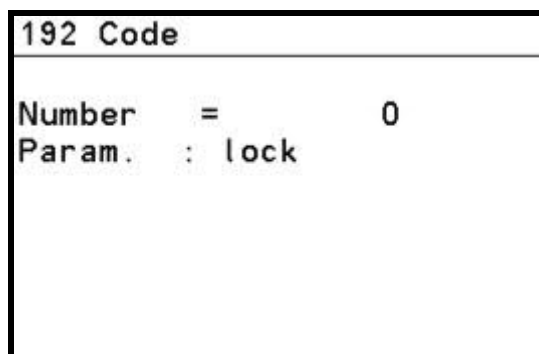 192 Code
Number = 0
Param. : lock